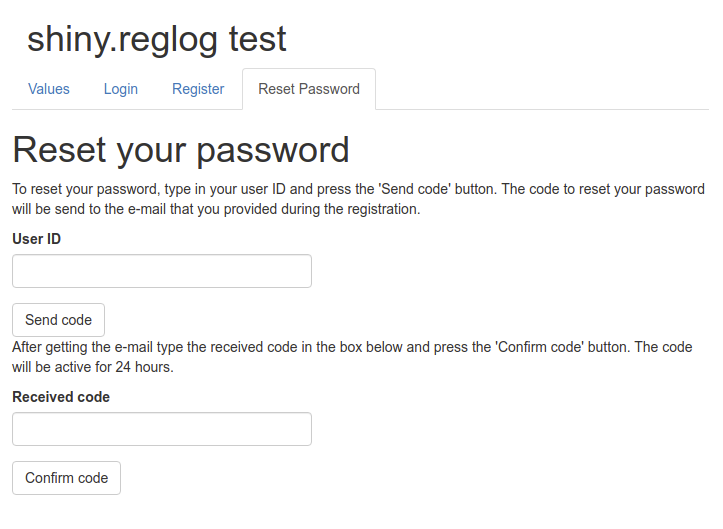 shiny.reglog test
Values Login Register Reset Password
Reset your password
To reset your password, type in your user ID and press the 'Send code' button. The code to reset your password
will be send to the e-mail that you provided during the registration.
User ID
Send code
After getting the e-mail type the received code in the box below and press the 'Confirm code' button. The code
will be active for 24 hours.
Received code
Confirm code